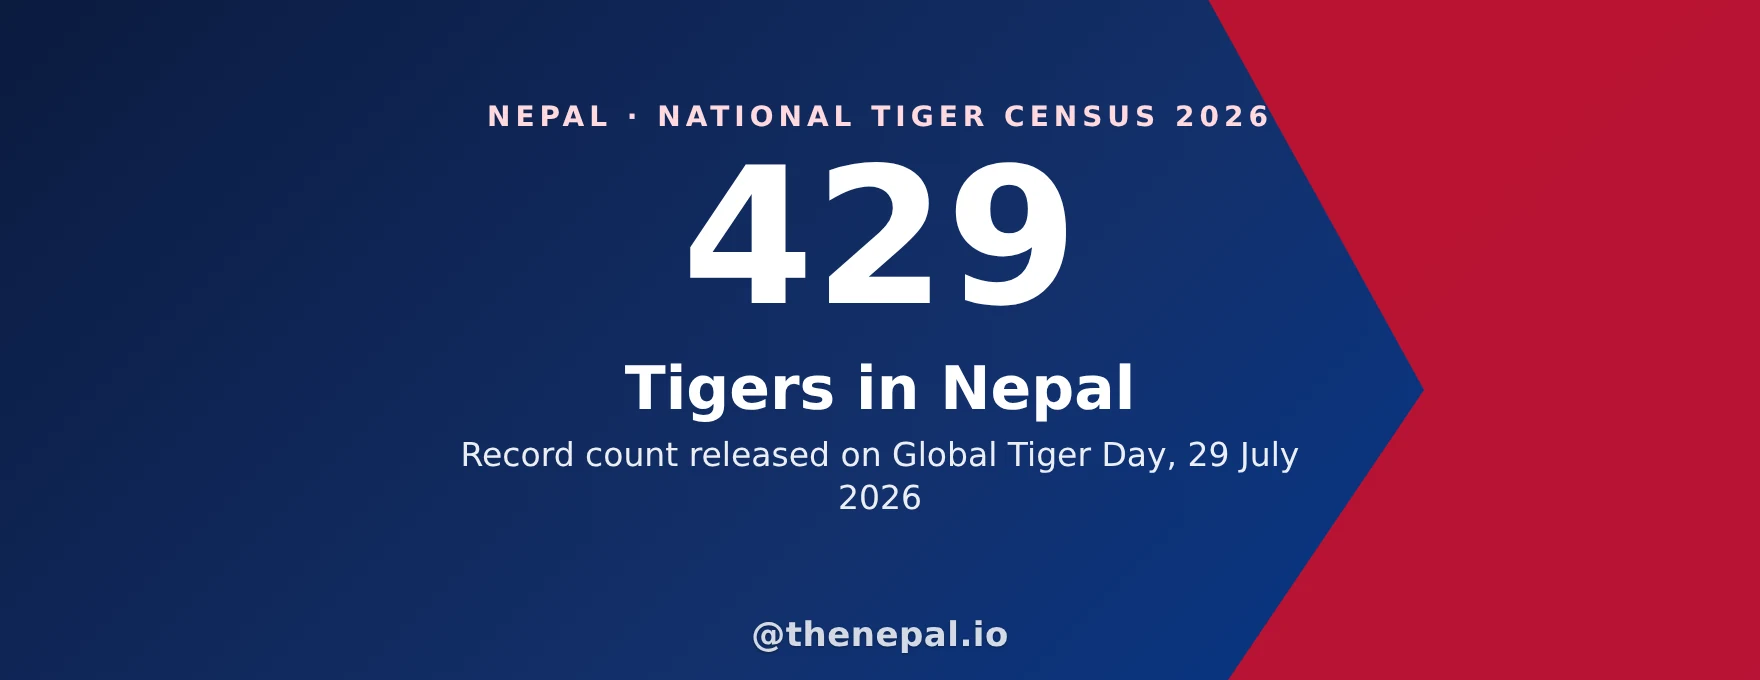 NEPAL · NATIONAL TIGER CENSUS 2026
429
Tigers in Nepal
Record count released on Global Tiger Day, 29 July
2026
@thenepal.io